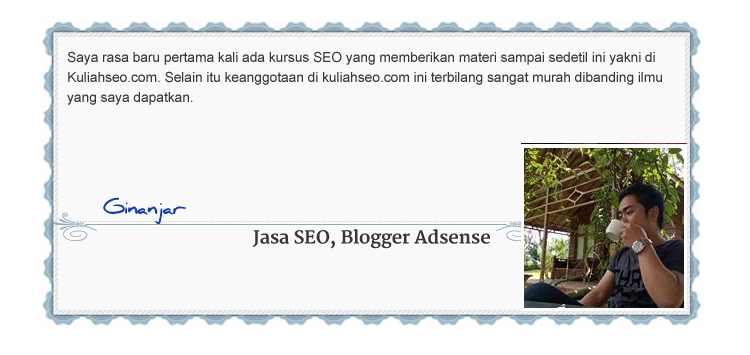 Saya rasa baru pertama kali ada kursus SEO yang memberikan materi sampai sedetil ini yakni di
Kuliahseo.com. Selain itu keanggotaan di kuliahseo.com ini terbilang sangat murah dibanding ilmu
yang saya dapatkan.
Ginanjar
Jasa SEO, Blogger Adsense